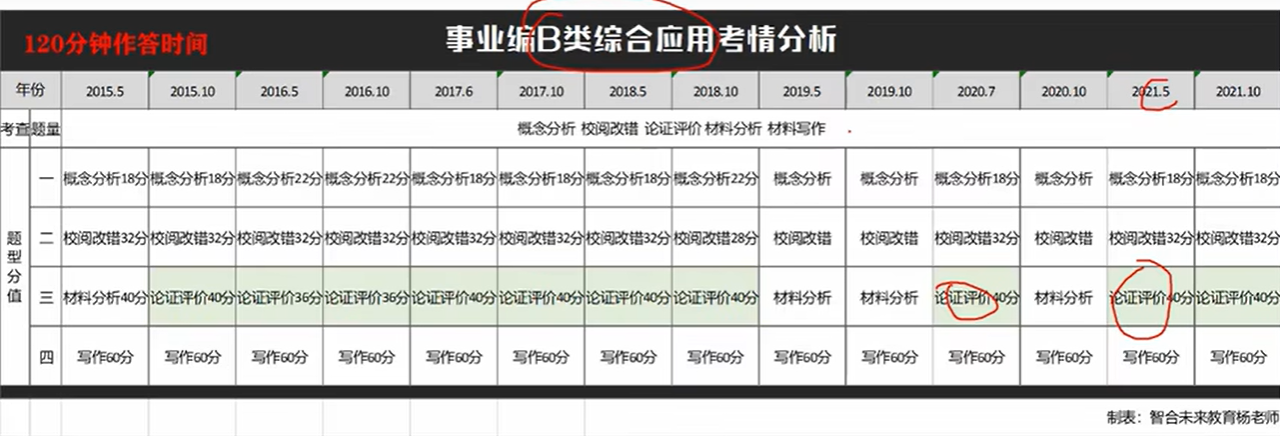 120分钟作答时间 事业编B类综合应用考情分析
年份 2015.5 2015.10 2016.5 2016.10 2017.6 2017.10 2018.5 2018.10 2019.5 2019.10 2020.7 2020.10 2021.5 2021.10
考查题量 概念分析 校阅改错 论证评价 材料分析 材料写作
题型分值
一 概念分析18分 概念分析18分 概念分析22分 概念分析22分 概念分析18分 概念分析18分 概念分析18分 概念分析22分 概念分析 概念分析 概念分析18分 概念分析 概念分析18分 概念分析18分
二 校阅改错32分 校阅改错32分 校阅改错32分 校阅改错32分 校阅改错32分 校阅改错32分 校阅改错32分 校阅改错28分 校阅改错 校阅改错 校阅改错32分 校阅改错 校阅改错32分 校阅改错32分
三 材料分析40分 论证评价40分 论证评价36分 论证评价36分 论证评价40分 论证评价40分 论证评价40分 论证评价40分 材料分析 材料分析 论证评价40分 材料分析 论证评价40分 论证评价40分
四 写作60分 写作60分 写作60分 写作60分 写作60分 写作60分 写作60分 写作60分 写作60分 写作60分 写作60分 写作60分 写作60分 写作60分
制表：智合未来教育杨老师